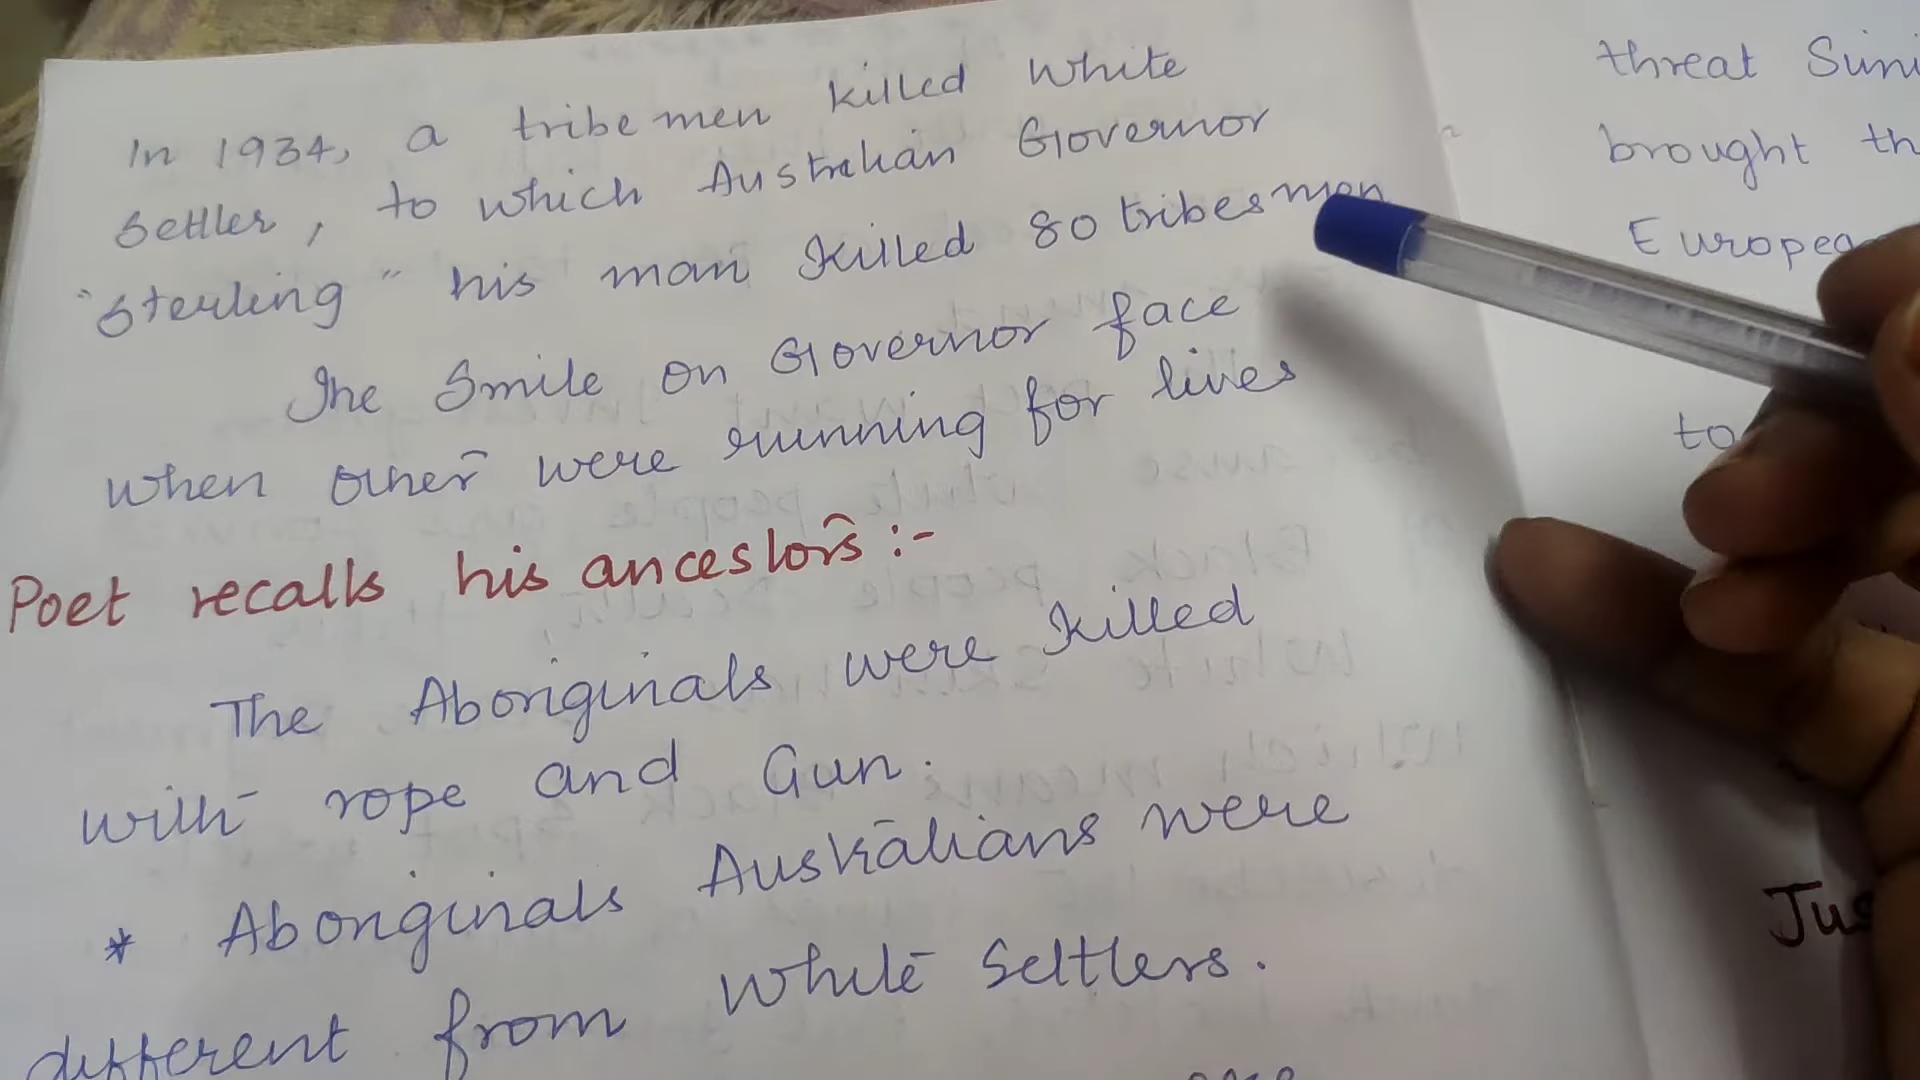 In 1934, a tribe men killed White
Settler, to which Australian Governor
"Sterling" his man killed 80 tribesmen
The Smile on Governor face
when other were running for lives
Poet recalls his ancestors :-
The Aboriginals were killed
with rope and Gun.
* Aboriginals Australians were
different from White Settlers.
threat
brought
to